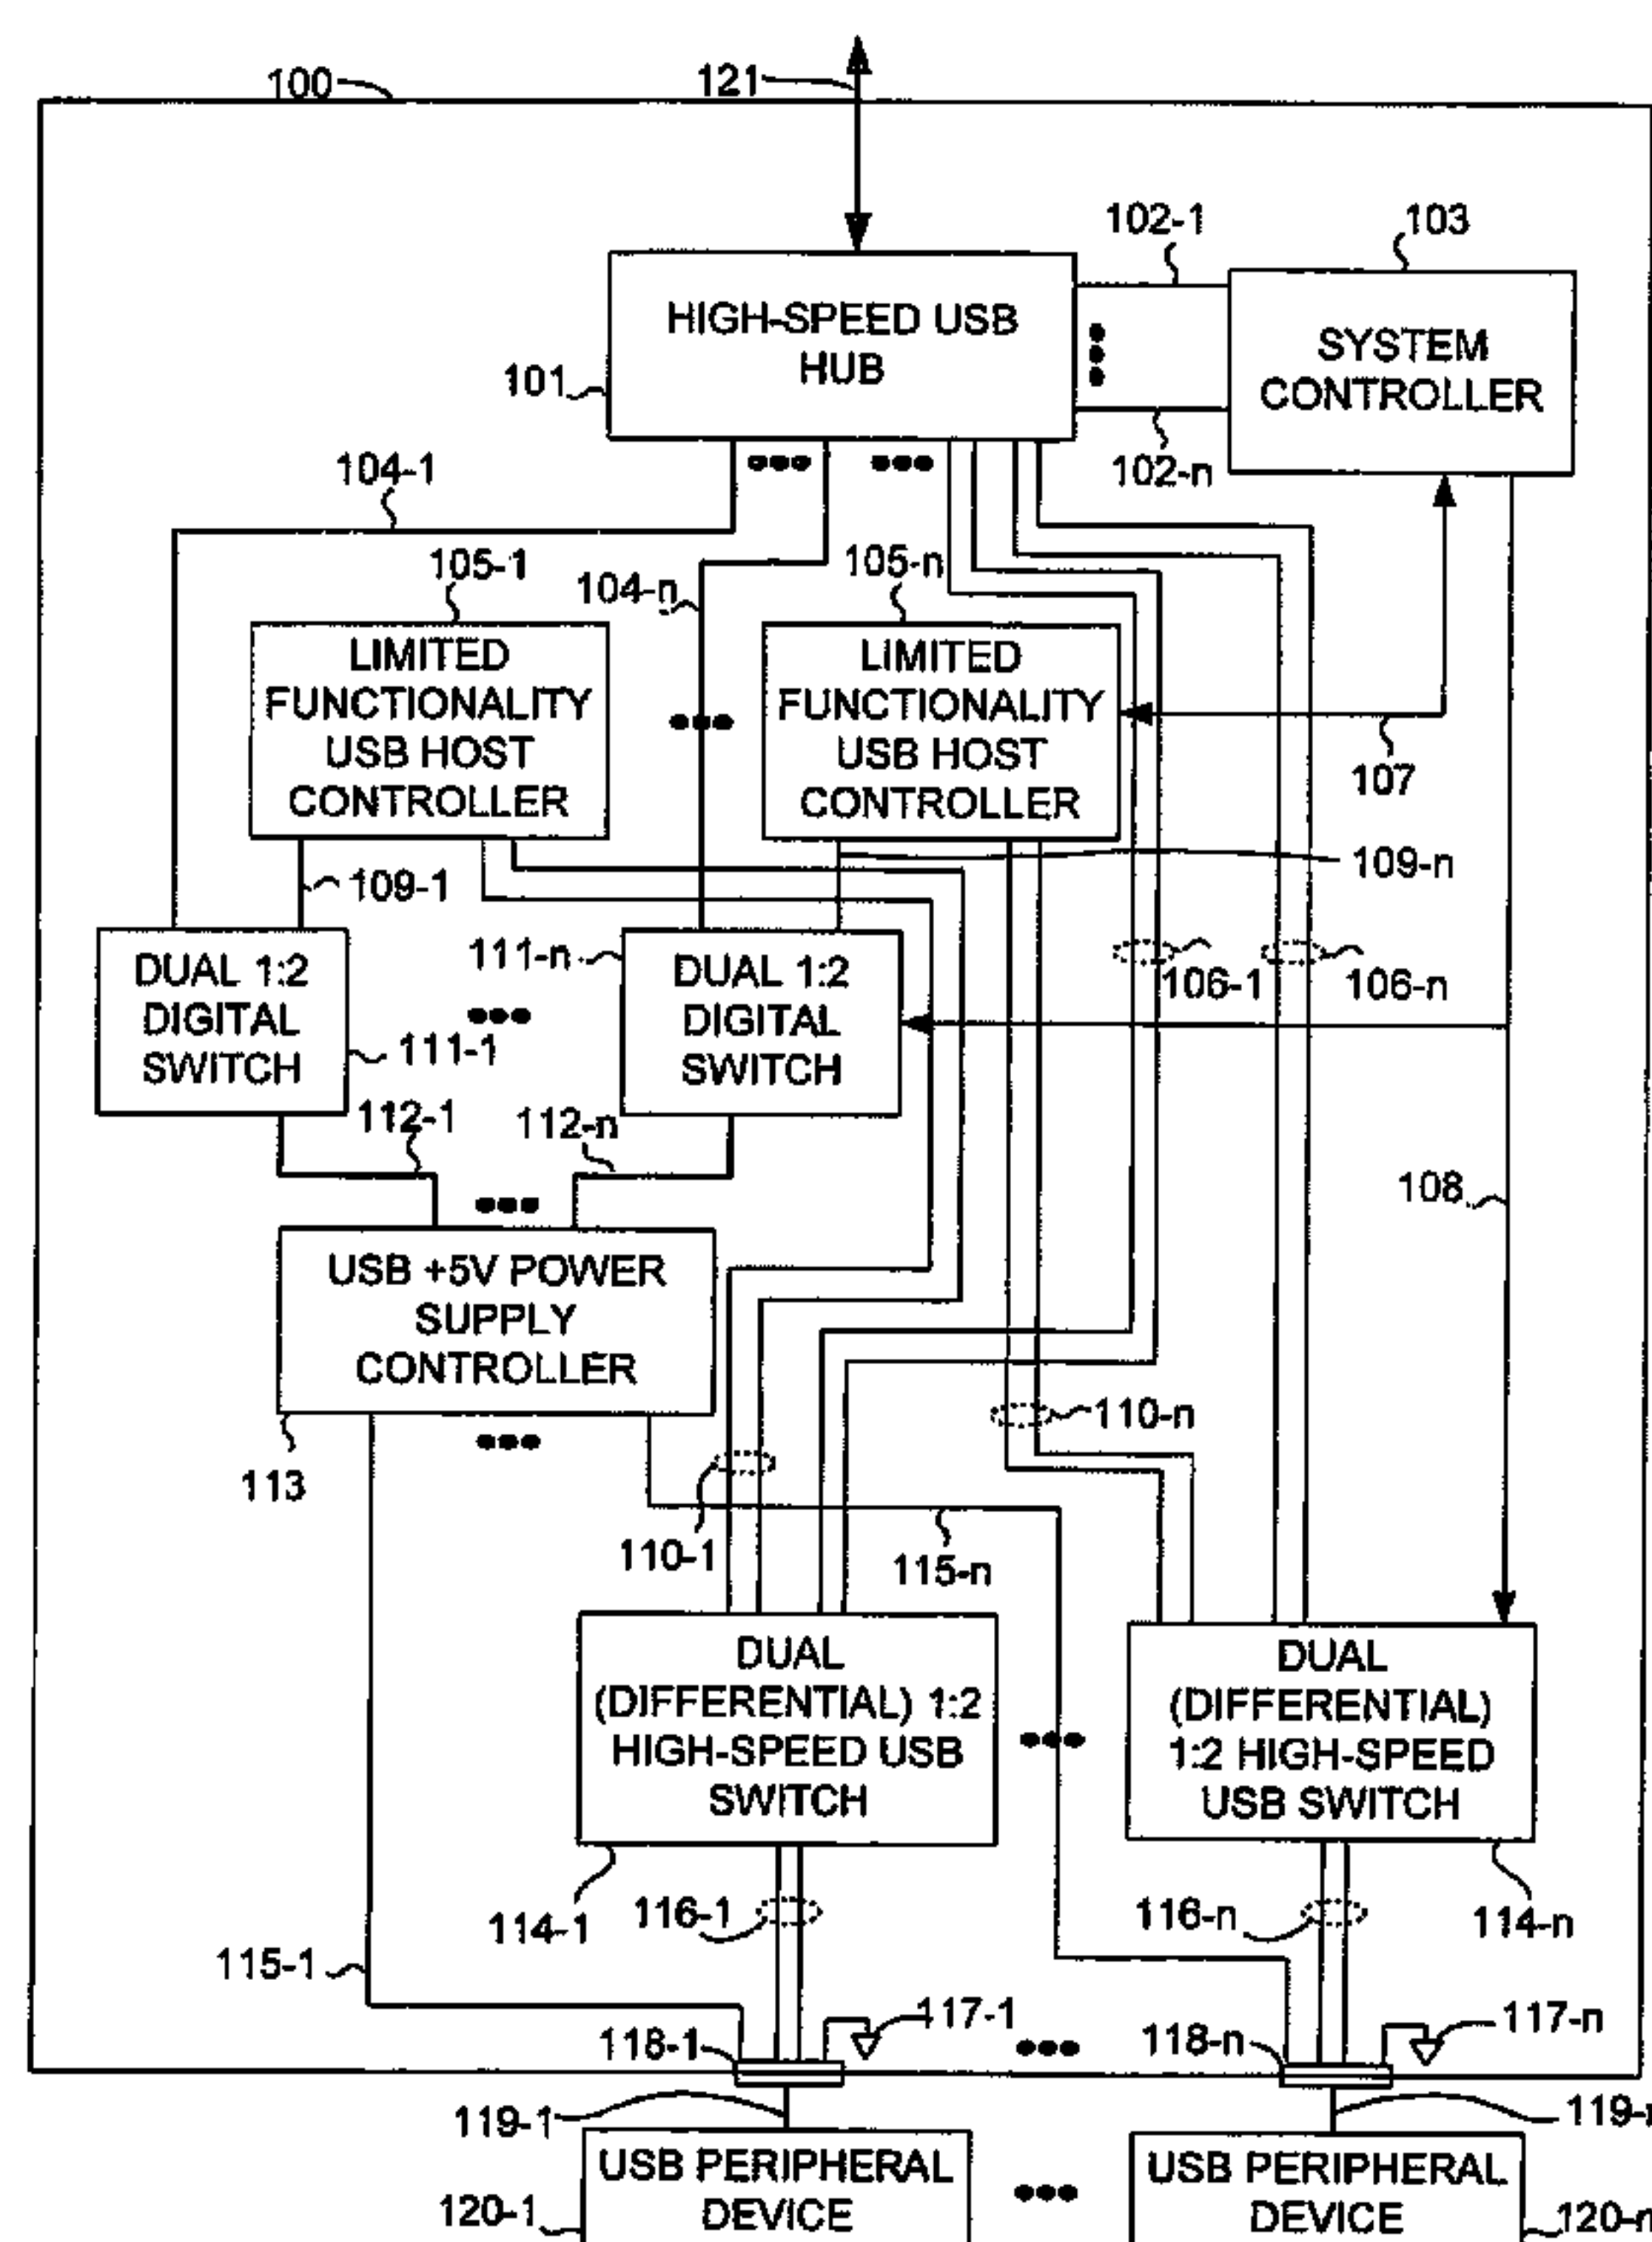 100
121
102-1
103
HIGH-SPEED USB
HUB
SYSTEM
CONTROLLER
101
102-n
104-1
105-1
104-n
105-n
LIMITED
FUNCTIONALITY
USB HOST
CONTROLLER
LIMITED
FUNCTIONALITY
USB HOST
CONTROLLER
107
109-1
109-n
DUAL 1:2
DIGITAL
SWITCH
111-1
111-n
DUAL 1:2
DIGITAL
SWITCH
106-1
106-n
112-1
112-n
108
USB +5V POWER
SUPPLY
CONTROLLER
113
110-n
110-1
115-n
DUAL
(DIFFERENTIAL) 1:2
HIGH-SPEED USB
SWITCH
DUAL
(DIFFERENTIAL)
1:2 HIGH-SPEED
USB SWITCH
114-1
116-1
116-n
114-n
115-1
118-1
117-1
118-n
117-n
119-1
119-n
USB PERIPHERAL
DEVICE
USB PERIPHERAL
DEVICE
120-1
120-n